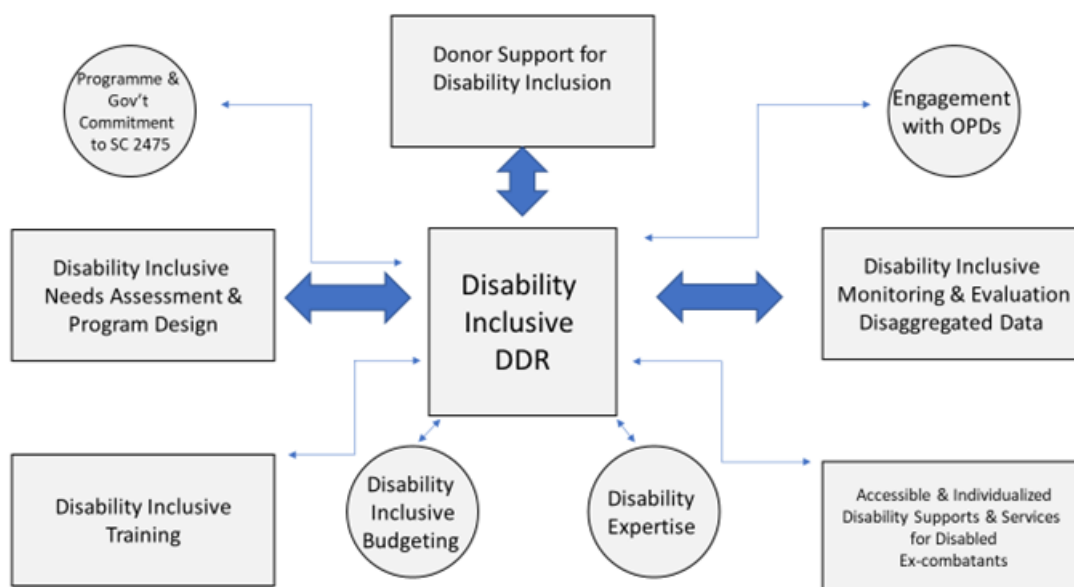 Donor Support for
Disability Inclusion
Programme &
Gov't
Commitment
to SC 2475
Engagement
with OPDs
Disability Inclusive
Needs Assessment &
Program Design
Disability
Inclusive
DDR
Disability Inclusive
Monitoring & Evaluation
Disaggregated Data
Disability Inclusive
Training
Disability
Inclusive
Budgeting
Disability
Expertise
Accessible & Individualized
Disability Supports & Services
for Disabled
Ex-combatants